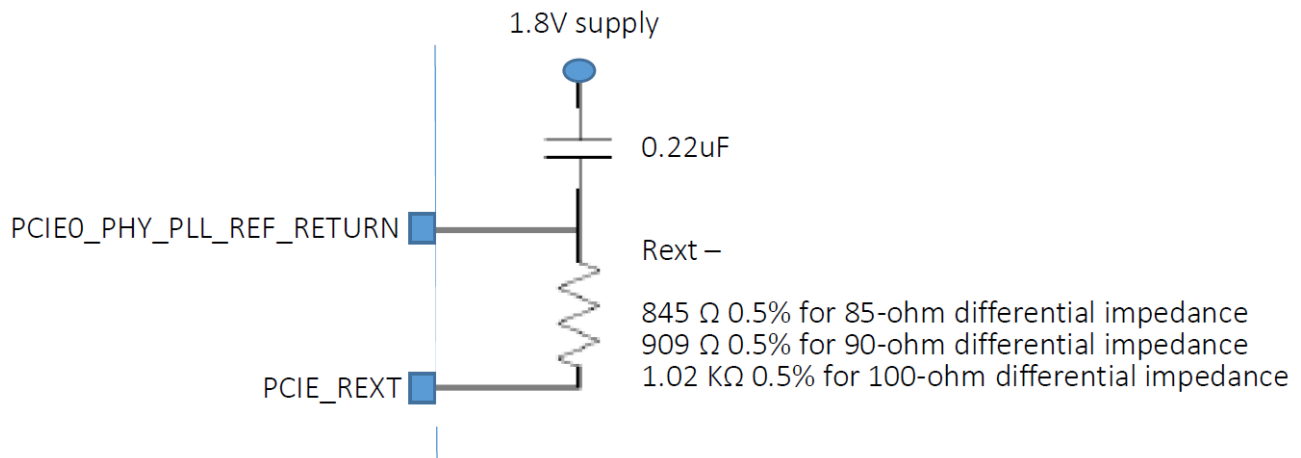 1.8V supply
0.22uF
PCIE0_PHY_PLL_REF_RETURN
Rext –
845 Ω 0.5% for 85-ohm differential impedance
909 Ω 0.5% for 90-ohm differential impedance
1.02 KΩ 0.5% for 100-ohm differential impedance
PCIE_REXT